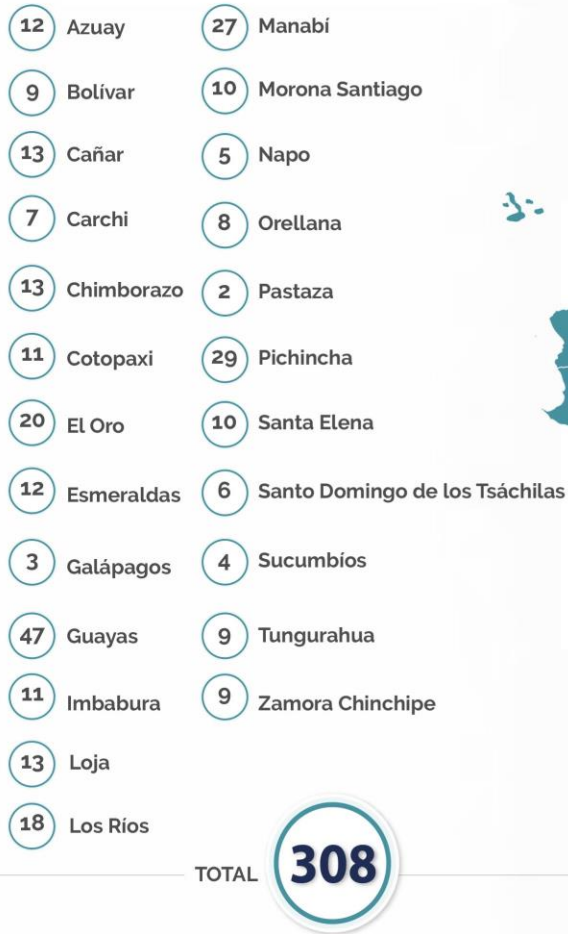 12 Azuay
9 Bolívar
13 Cañar
7 Carchi
13 Chimborazo
11 Cotopaxi
20 El Oro
12 Esmeraldas
3 Galápagos
47 Guayas
11 Imbabura
13 Loja
18 Los Ríos
27 Manabí
10 Morona Santiago
5 Napo
8 Orellana
2 Pastaza
29 Pichincha
10 Santa Elena
6 Santo Domingo de los Tsáchilas
4 Sucumbíos
9 Tungurahua
9 Zamora Chinchipe
TOTAL 308